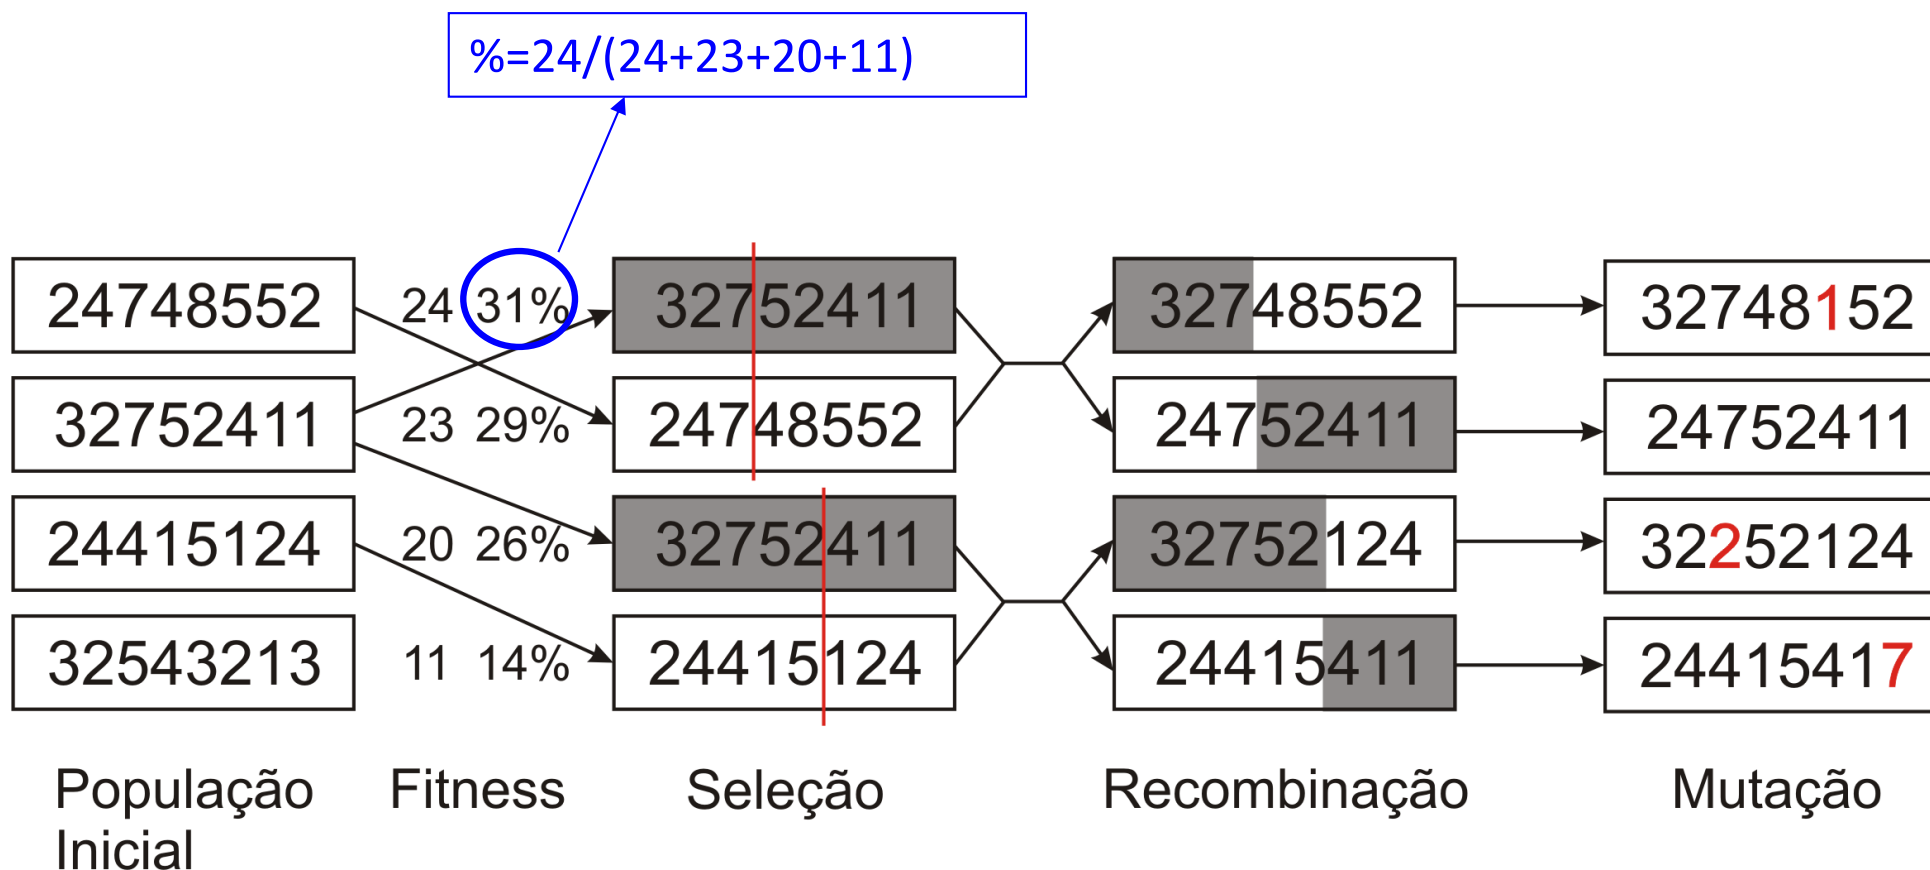 %=24/(24+23+20+11)
24748552 24 31% 32752411 32748552 32748152
32752411 23 29% 24748552 24752411 24752411
24415124 20 26% 32752411 32752124 32252124
32543213 11 14% 24415124 24415411 24415417
População Fitness Seleção Recombinação Mutação
Inicial